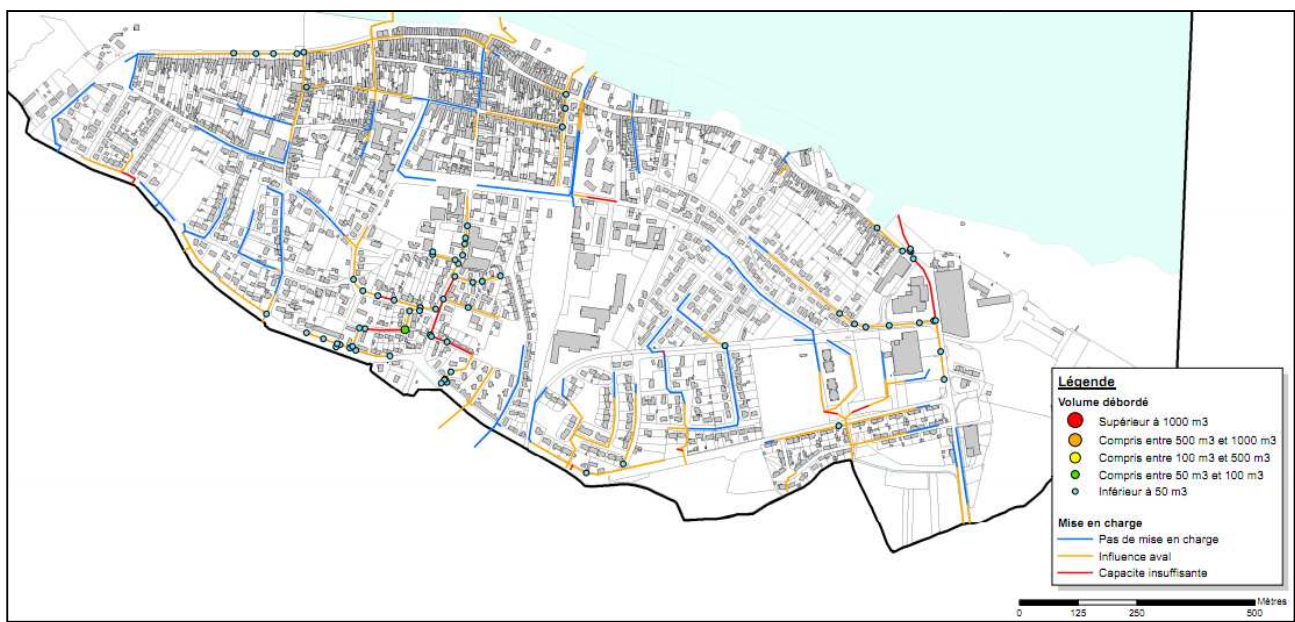 Légende
Volume débordé
Supérieur à 1000 m3
Compris entre 500 m3 et 1000 m3
Compris entre 100 m3 et 500 m3
Compris entre 50 m3 et 100 m3
Inférieur à 50 m3
Mise en charge
Pas de mise en charge
Influence aval
Capacite insuffisante
Mètres
0 125 250 500